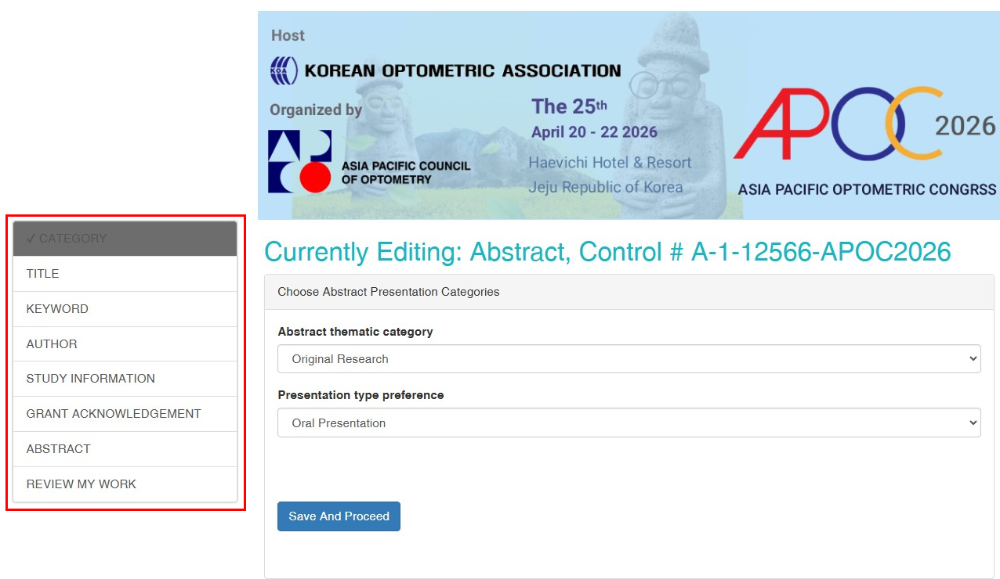 Host
KOA
KOREAN OPTOMETRIC ASSOCIATION
Organized by
APCO
ASIA PACIFIC COUNCIL
OF OPTOMETRY
The 25th
April 20 - 22 2026
Haevichi Hotel & Resort
Jeju Republic of Korea
APOC 2026
ASIA PACIFIC OPTOMETRIC CONGRSS
✓ CATEGORY
TITLE
KEYWORD
AUTHOR
STUDY INFORMATION
GRANT ACKNOWLEDGEMENT
ABSTRACT
REVIEW MY WORK
Currently Editing: Abstract, Control # A-1-12566-APOC2026
Choose Abstract Presentation Categories
Abstract thematic category
Original Research
Presentation type preference
Oral Presentation
Save And Proceed